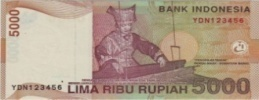 BANK INDONESIA
5000
YDN123456
YDN123456
LIMA RIBU RUPIAH 5000